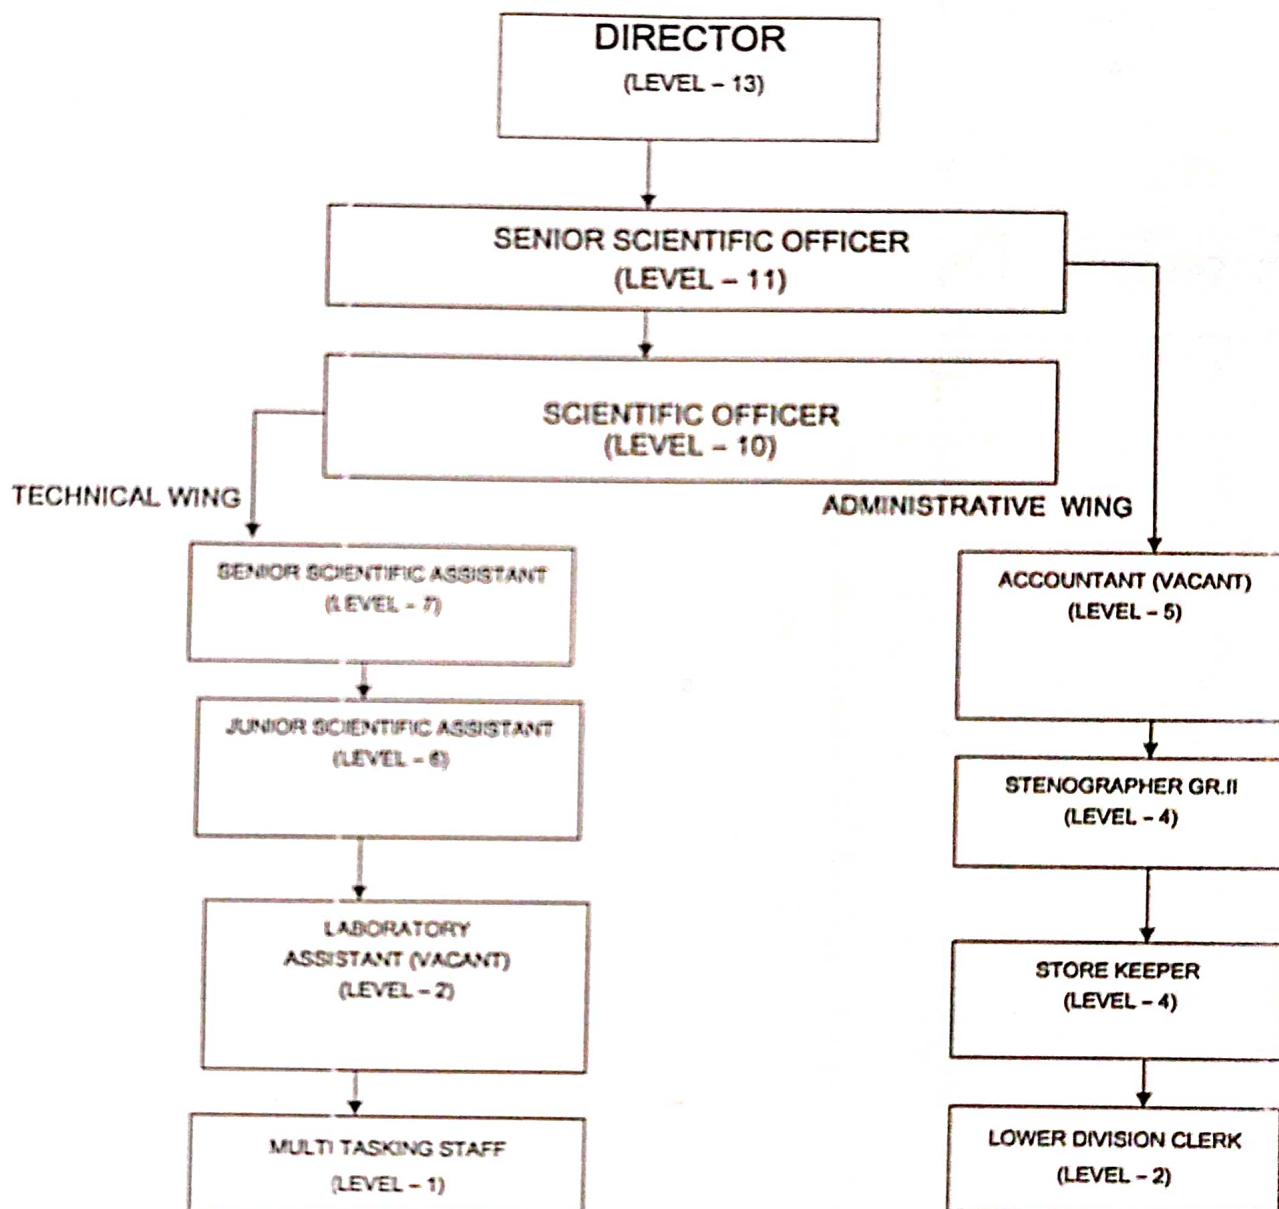 DIRECTOR
(LEVEL – 13)
SENIOR SCIENTIFIC OFFICER
(LEVEL – 11)
SCIENTIFIC OFFICER
(LEVEL – 10)
TECHNICAL WING
SENIOR SCIENTIFIC ASSISTANT
(LEVEL – 7)
JUNIOR SCIENTIFIC ASSISTANT
(LEVEL – 6)
LABORATORY
ASSISTANT (VACANT)
(LEVEL – 2)
MULTI TASKING STAFF
(LEVEL – 1)
ADMINISTRATIVE WING
ACCOUNTANT (VACANT)
(LEVEL – 5)
STENOGRAPHER GR.II
(LEVEL – 4)
STORE KEEPER
(LEVEL – 4)
LOWER DIVISION CLERK
(LEVEL – 2)